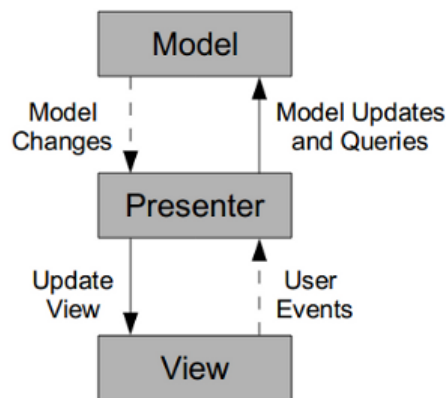 Model
Model
Changes
Model Updates
and Queries
Presenter
Update
View
User
Events
View